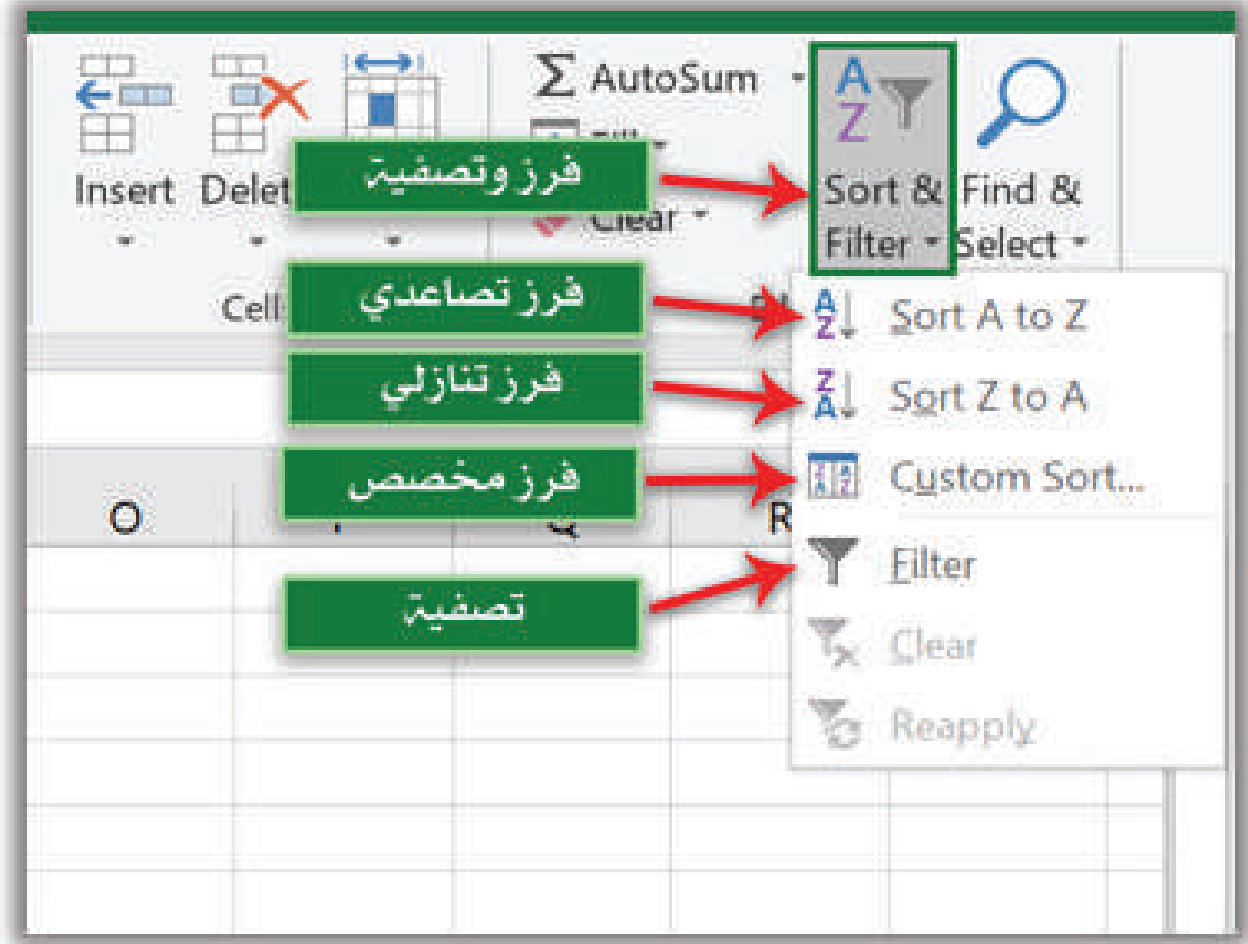 AutoSum
Insert
فرز وتصفية
Sort &
Filter
Find &
Select
Clear
فرز تصاعدي
Sort A to Z
فرز تنازلي
Sort Z to A
فرز مخصص
Custom Sort...
O
R
تصفية
Filter
Clear
Reapply